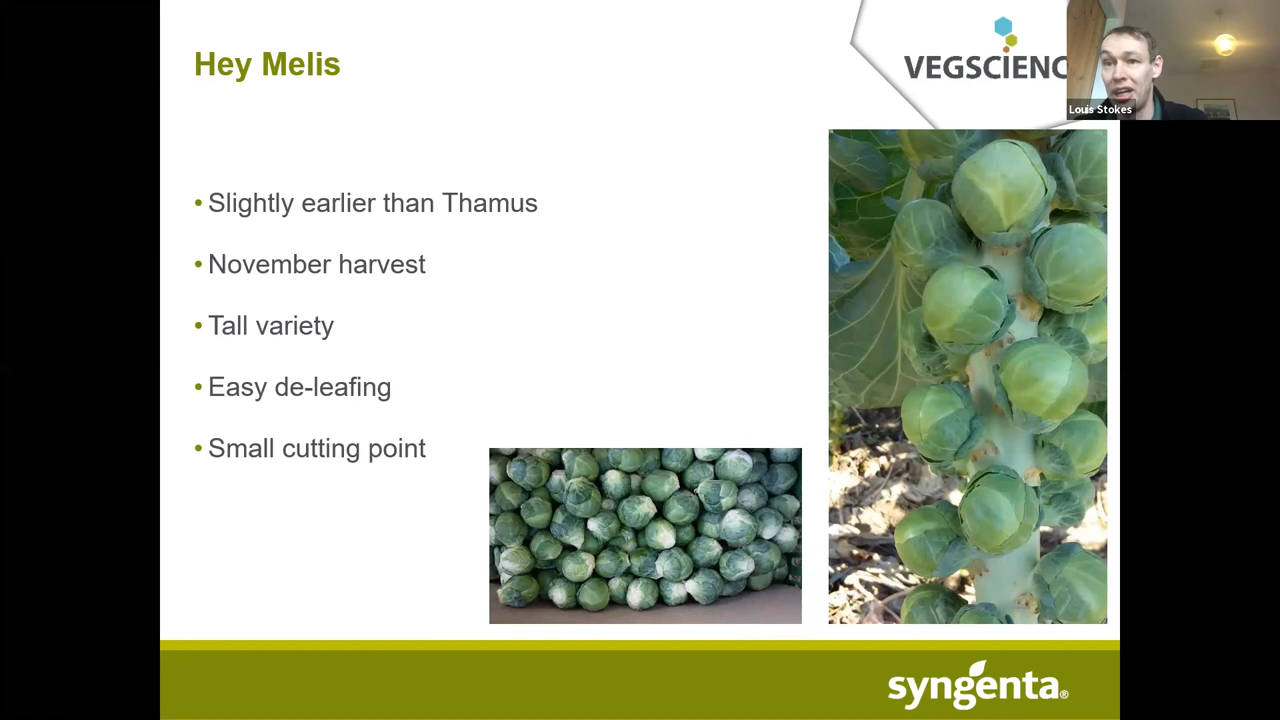 Hey Melis
VEGSCIENC
Louis Stokes
• Slightly earlier than Thamus
• November harvest
• Tall variety
• Easy de-leafing
• Small cutting point
syngenta®